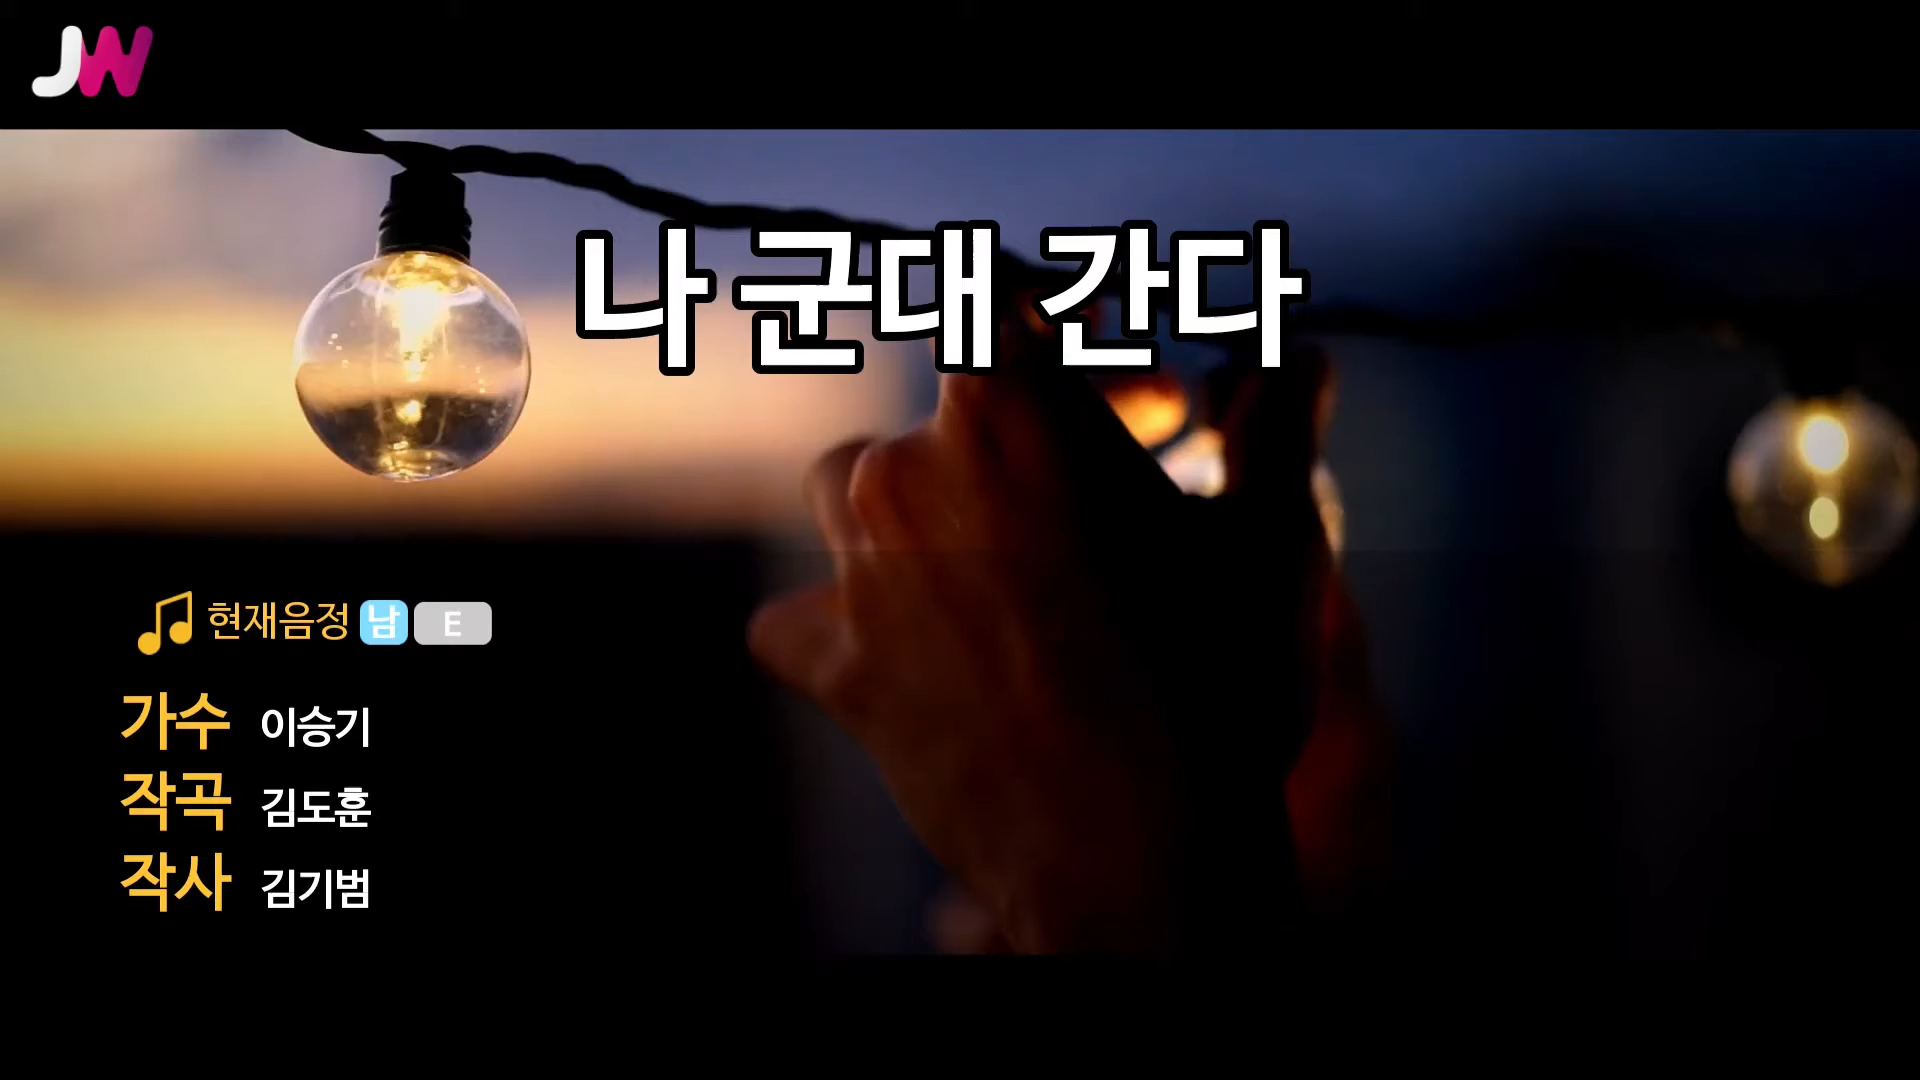 JW
나 군대 간다
현재음정 남 E
가수 이승기
작곡 김도훈
작사 김기범